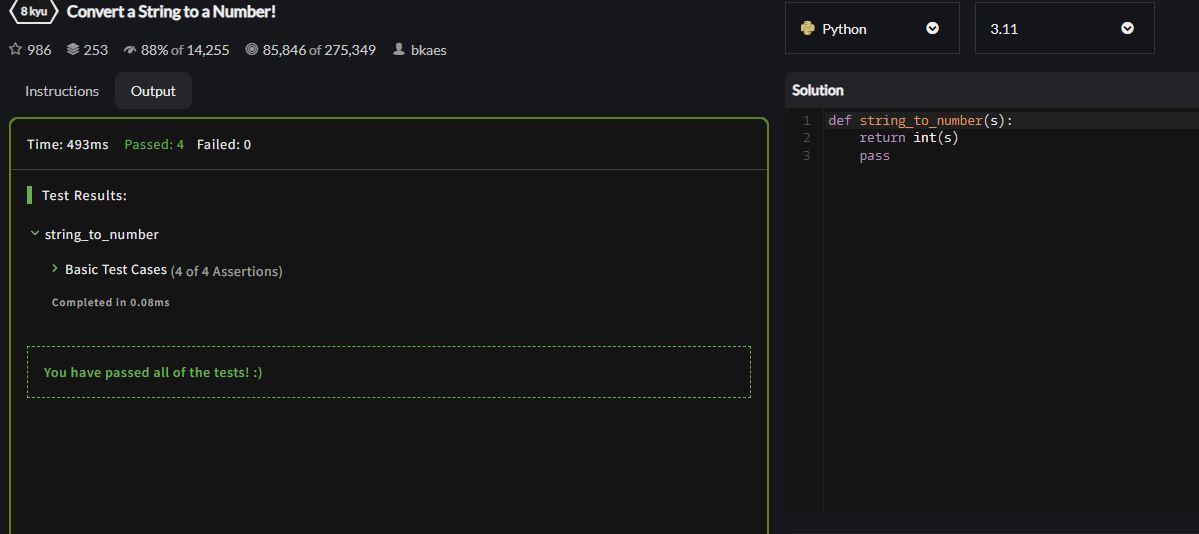 8 kyu Convert a String to a Number!
986 253 88% of 14,255 85,846 of 275,349 bkaes
Instructions Output
Time: 493ms Passed: 4 Failed: 0
Test Results:
string_to_number
Basic Test Cases (4 of 4 Assertions)
Completed in 0.08ms
You have passed all of the tests! :)
Python 3.11
Solution
1 def string_to_number(s):
2 return int(s)
3 pass